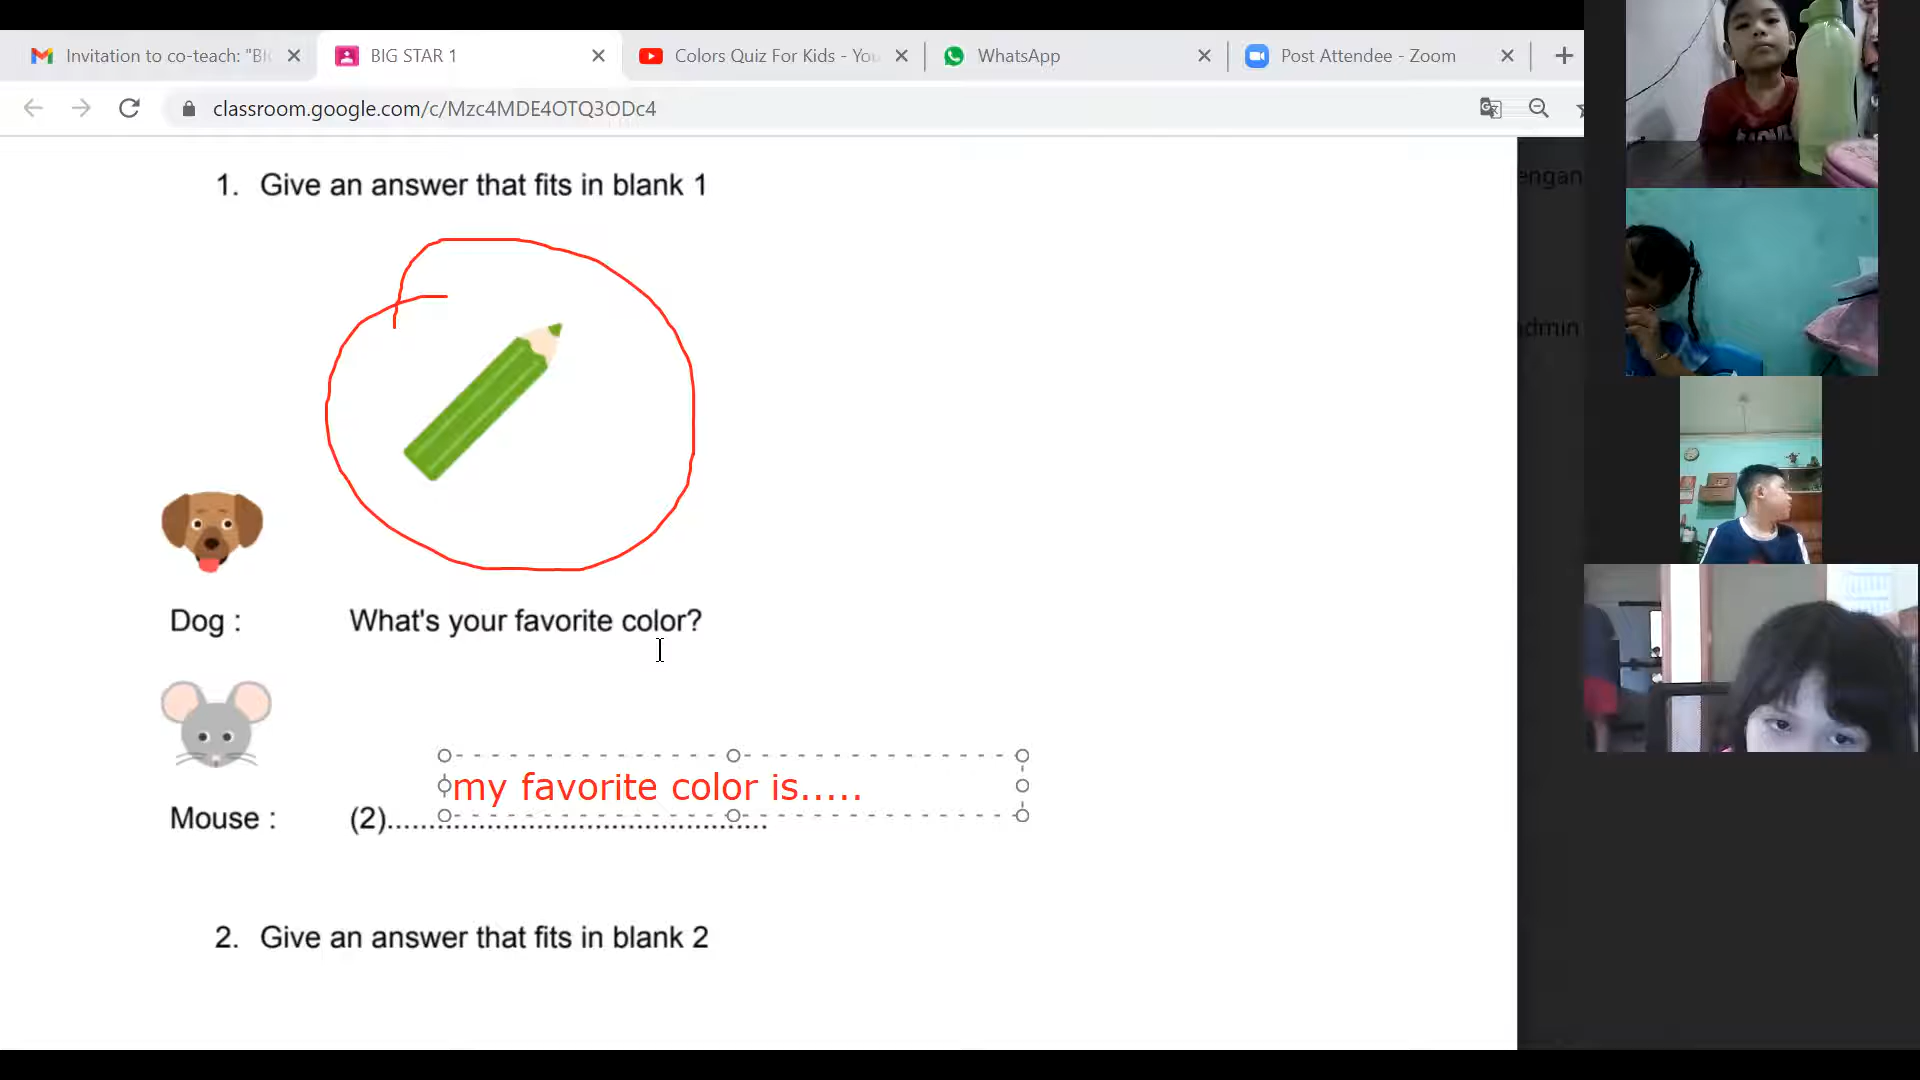 Invitation to co-teach: "BI
BIG STAR 1
Colors Quiz For Kids - You
WhatsApp
Post Attendee - Zoom
classroom.google.com/c/Mzc4MDE4OTQ3ODc4
1. Give an answer that fits in blank 1
engan
admin
Dog : What's your favorite color?
my favorite color is.....
Mouse : (2)..............................................
2. Give an answer that fits in blank 2